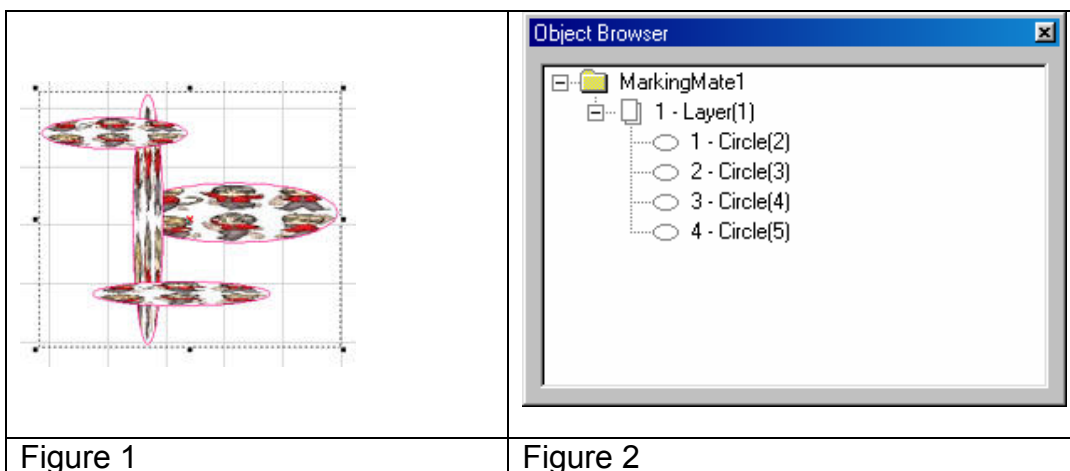 Object Browser
MarkingMate1
1 - Layer(1)
1 - Circle(2)
2 - Circle(3)
3 - Circle(4)
4 - Circle(5)
Figure 1
Figure 2